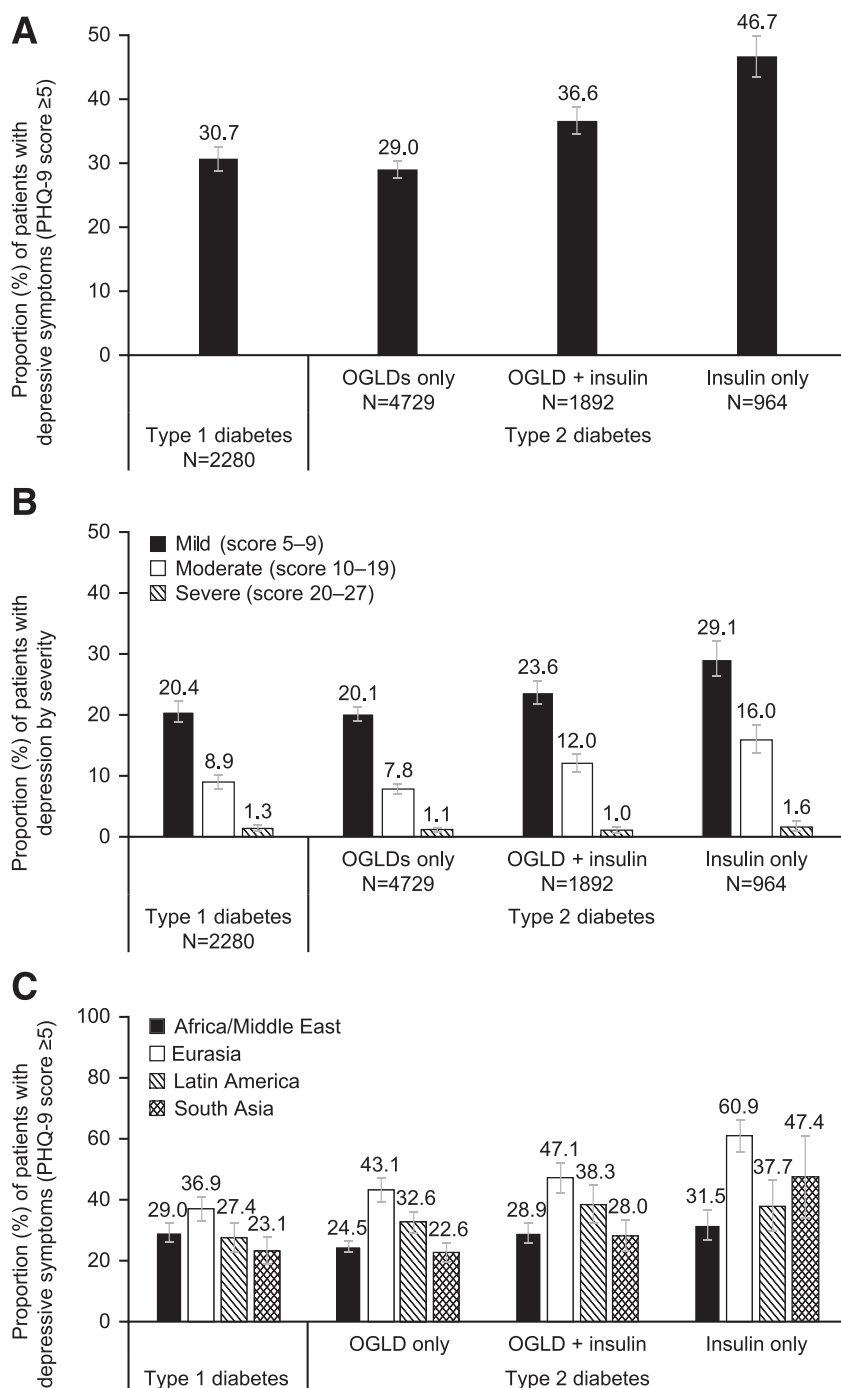 A
Proportion (%) of patients with
depressive symptoms (PHQ-9 score ≥5)
50
40
30
20
10
0
30.7
29.0
36.6
46.7
OGLDs only
N=4729
OGLD + insulin
N=1892
Insulin only
N=964
Type 1 diabetes
N=2280
Type 2 diabetes
B
Proportion (%) of patients with
depression by severity
50
40
30
20
10
0
Mild (score 5–9)
Moderate (score 10–19)
Severe (score 20–27)
20.4
8.9
1.3
20.1
7.8
1.1
23.6
12.0
1.0
29.1
16.0
1.6
OGLDs only
N=4729
OGLD + insulin
N=1892
Insulin only
N=964
Type 1 diabetes
N=2280
Type 2 diabetes
C
Proportion (%) of patients with
depressive symptoms (PHQ-9 score ≥5)
100
80
60
40
20
0
Africa/Middle East
Eurasia
Latin America
South Asia
29.0
36.9
27.4
23.1
24.5
43.1
32.6
22.6
28.9
47.1
38.3
28.0
31.5
60.9
37.7
47.4
OGLD only
OGLD + insulin
Insulin only
Type 1 diabetes
Type 2 diabetes